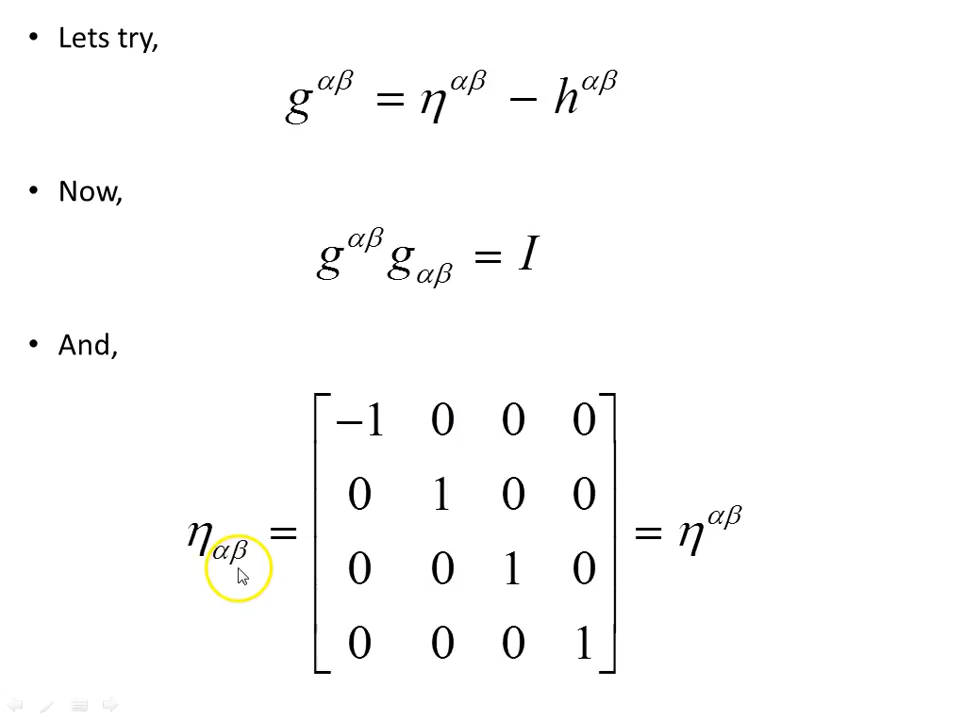 • Lets try,
g^{αβ} = η^{αβ} − h^{αβ}
• Now,
g^{αβ} g_{αβ} = I
• And,
η_{αβ} = [−1 0 0 0
0 1 0 0
0 0 1 0
0 0 0 1] = η^{αβ}